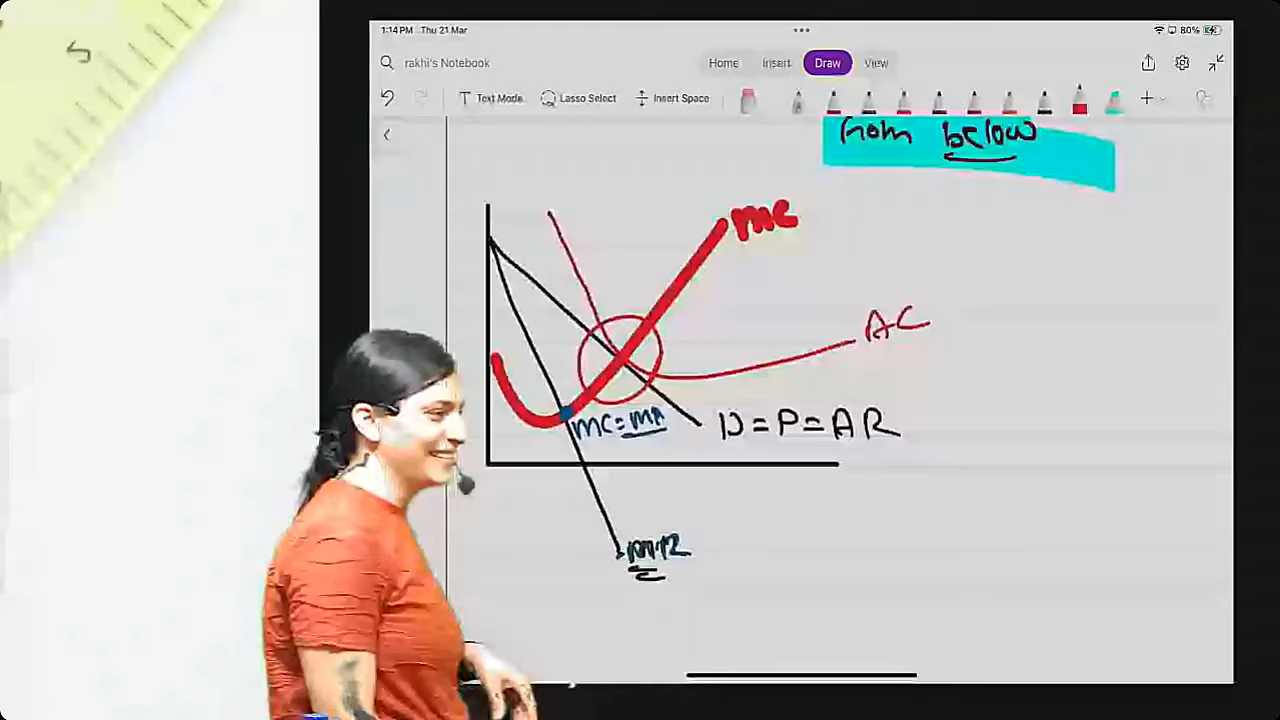 5
1:14 PM Thu 21 Mar
80%
rakhi's Notebook
Home Insert Draw View
Text Mode Lasso Select Insert Space
from below
MC
AC
MC=MR
D=P=AR
MR